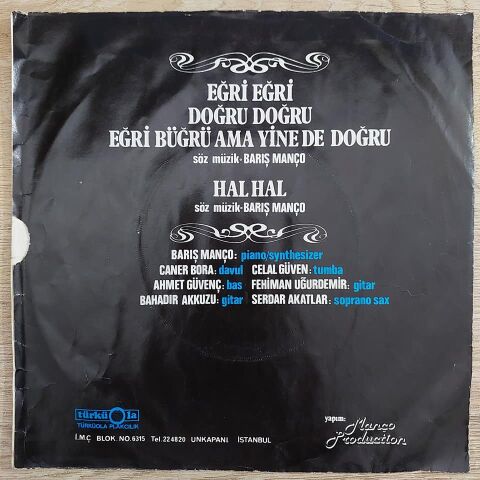 EĞRİ EĞRİ
DOĞRU DOĞRU
EĞRİ BÜĞRÜ AMA YİNE DE DOĞRU
söz müzik-BARIŞ MANÇO
HAL HAL
söz müzik-BARIŞ MANÇO
BARIŞ MANÇO: piano/synthesizer
CANER BORA: davul CELAL GÜVEN: tumba
AHMET GÜVENÇ: bas FEHİMAN UĞURDEMİR: gitar
BAHADIR AKKUZU: gitar SERDAR AKATLAR: soprano sax
türküola
TÜRKÜOLA PLAKCILIK
İ.M.Ç BLOK. NO.6315 Tel.224820 UNKAPANI İSTANBUL
yapım:
Manço
Production